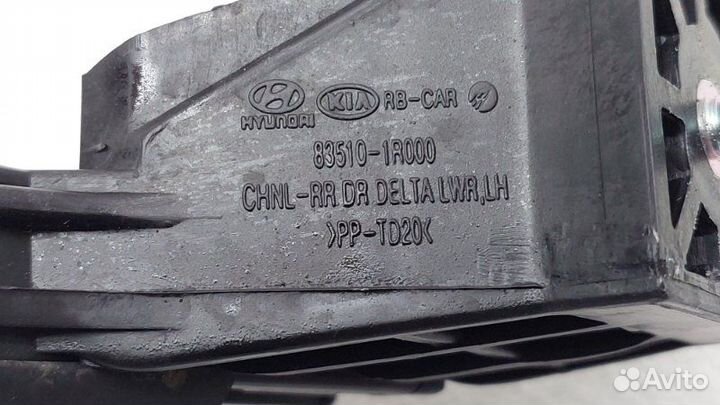 HYUNDAI KIA RB-CAR
83510-1R000
CHNL-RR DR DELTA LWR,LH
>PP-TD20<
Avito